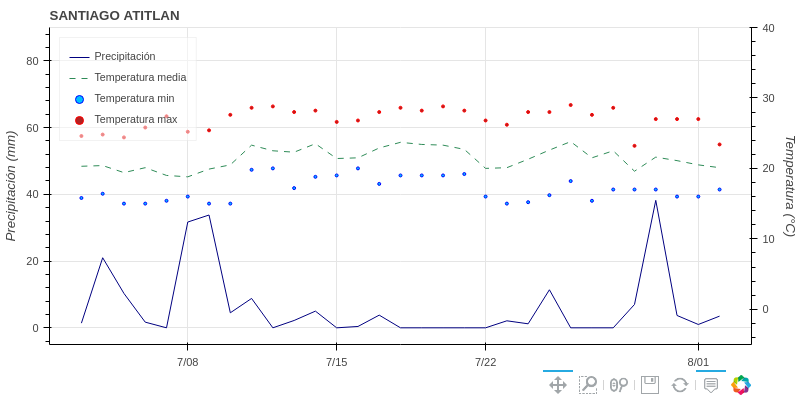 SANTIAGO ATITLAN
Precipitación
Temperatura media
Temperatura min
Temperatura max
Precipitación (mm)
80
60
40
20
0
Temperatura (°C)
40
30
20
10
0
7/08
7/15
7/22
8/01